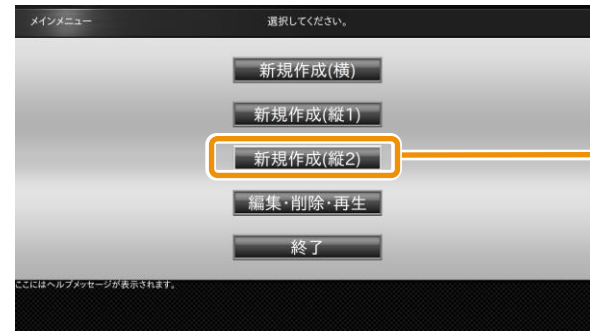 メインメニュー
選択してください。
新規作成(横)
新規作成(縦1)
新規作成(縦2)
編集･削除･再生
終了
ここにはヘルプメッセージが表示されます。